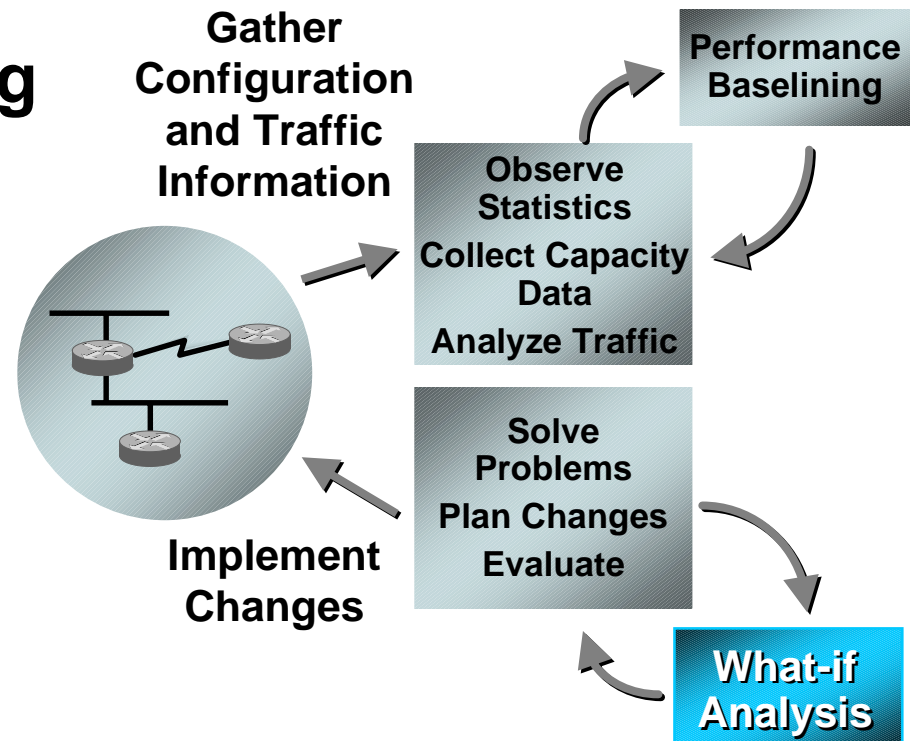 g
Gather
Configuration
and Traffic
Information
Performance
Baselining
Observe
Statistics
Collect Capacity
Data
Analyze Traffic
Solve
Problems
Plan Changes
Evaluate
Implement
Changes
What-if
Analysis